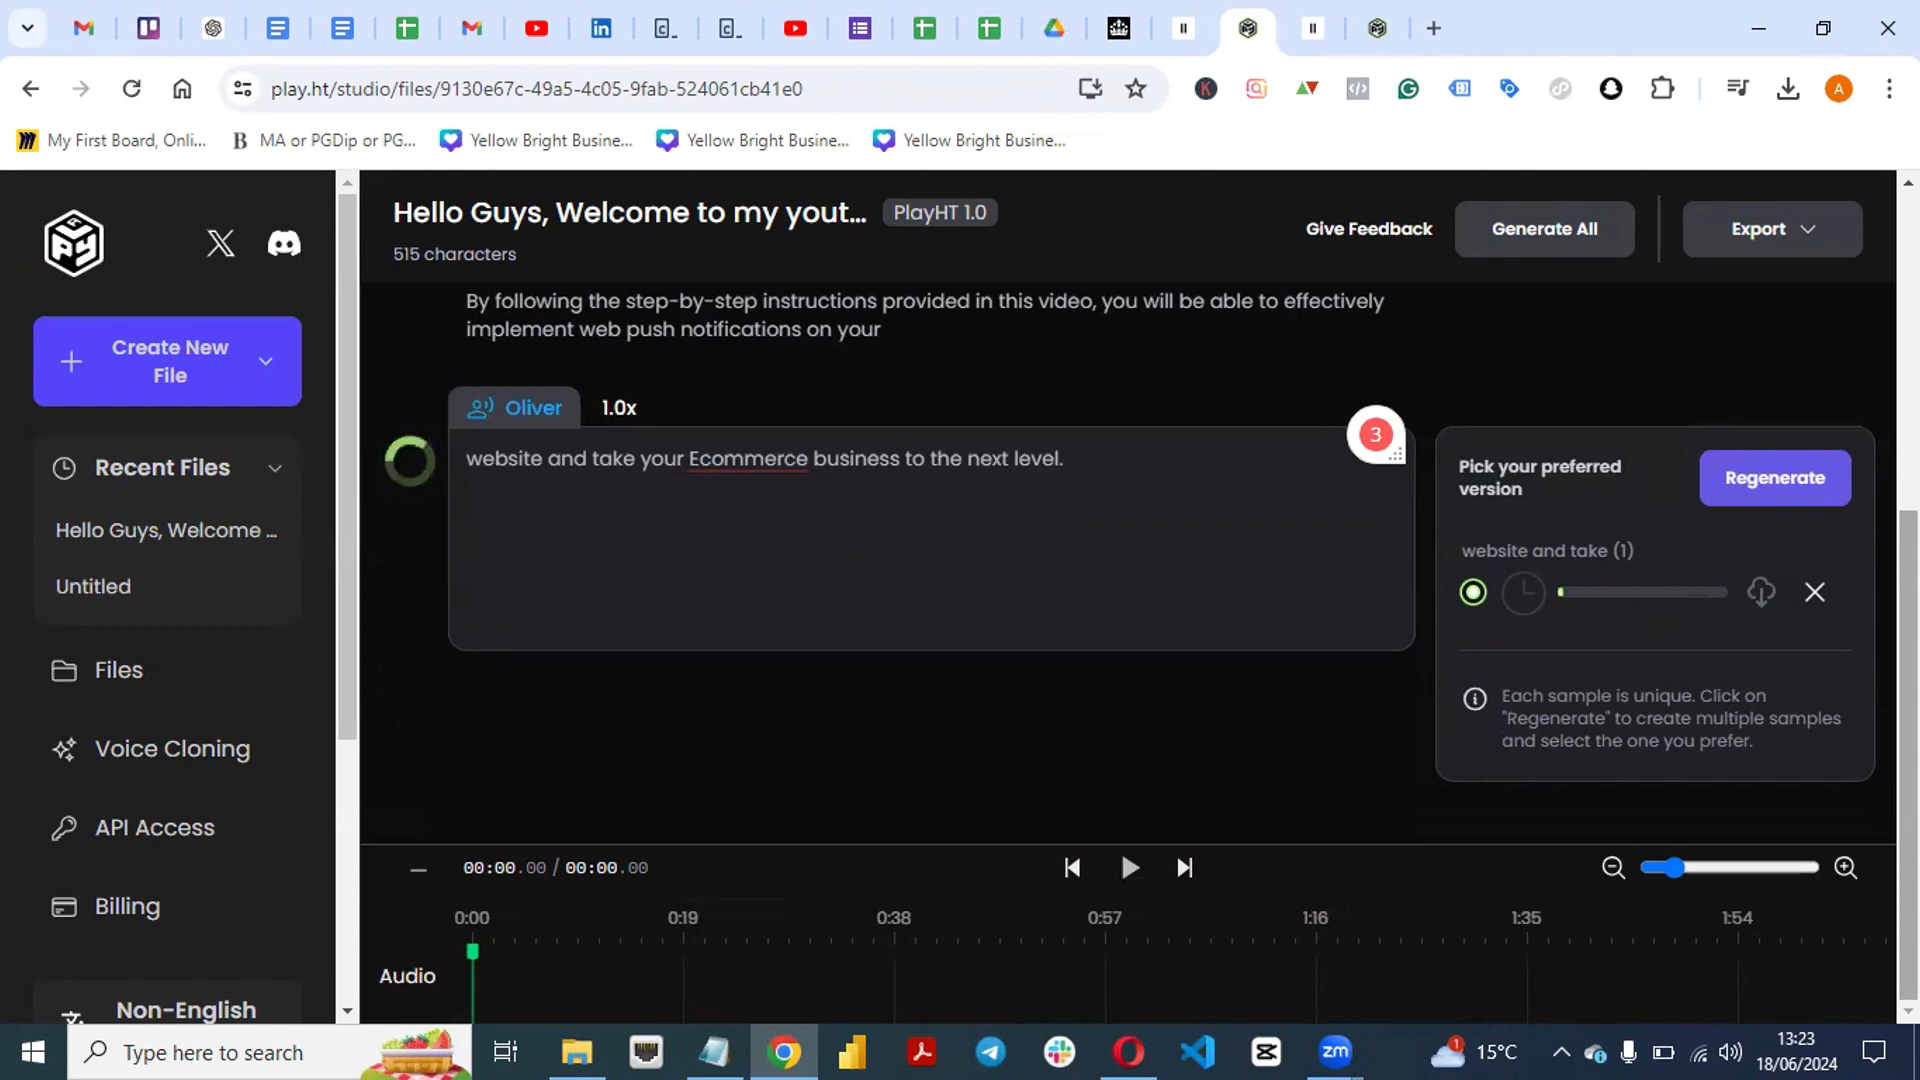 play.ht/studio/files/9130e67c-49a5-4c05-9fab-524061cb41e0
My First Board, Onli...
B MA or PGDip or PG...
Yellow Bright Busine...
Yellow Bright Busine...
Yellow Bright Busine...
Hello Guys, Welcome to my yout...
PlayHT 1.0
515 characters
Give Feedback
Generate All
Export
Create New
File
Recent Files
Hello Guys, Welcome ...
Untitled
Files
Voice Cloning
API Access
Billing
Non-English
By following the step-by-step instructions provided in this video, you will be able to effectively
implement web push notifications on your
Oliver
1.0x
3
website and take your Ecommerce business to the next level.
Pick your preferred
version
Regenerate
website and take (1)
Each sample is unique. Click on
"Regenerate" to create multiple samples
and select the one you prefer.
00:00.00 / 00:00.00
0:00
0:19
0:38
0:57
1:16
1:35
1:54
Audio
Type here to search
zm
1
15°C
13:23
18/06/2024